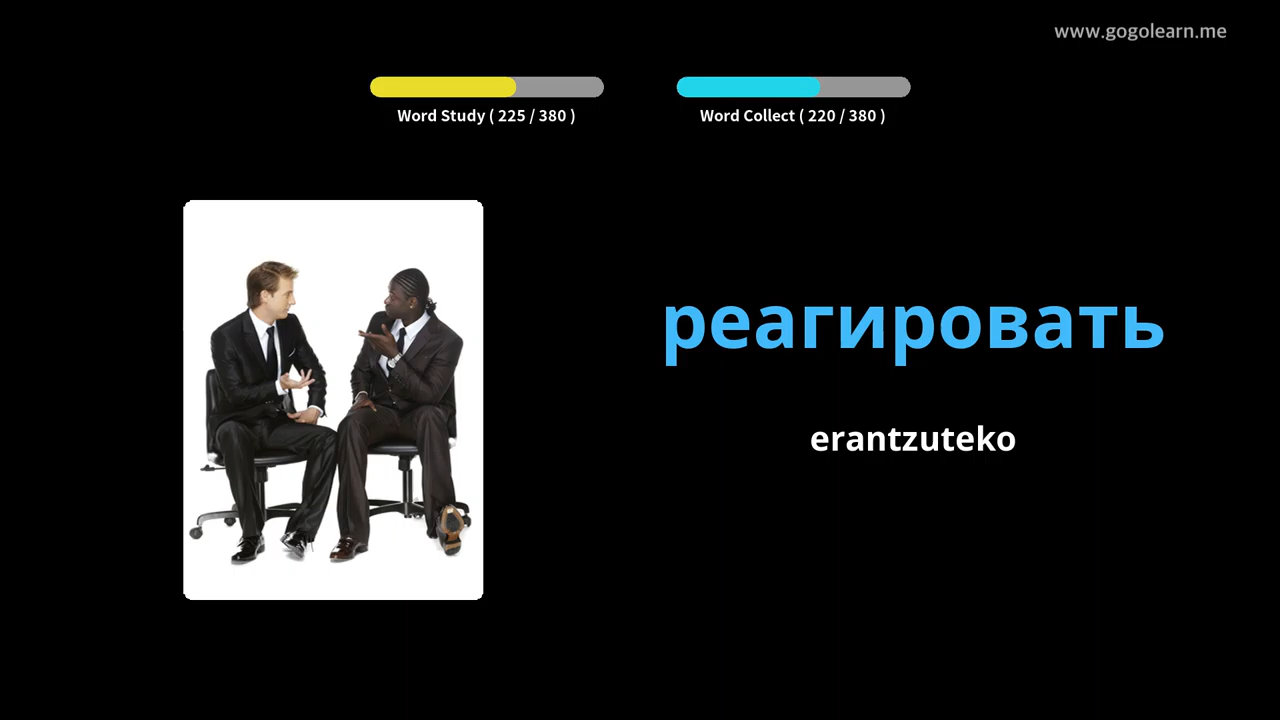 www.gogolearn.me
Word Study ( 225 / 380 )
Word Collect ( 220 / 380 )
реагировать
erantzuteko